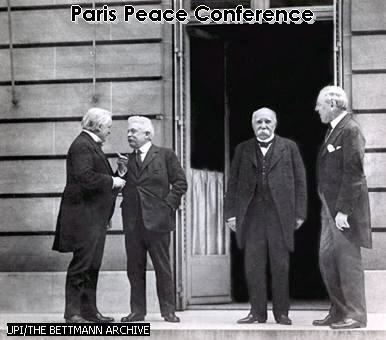 Paris Peace Conference
UPI/THE BETTMANN ARCHIVE